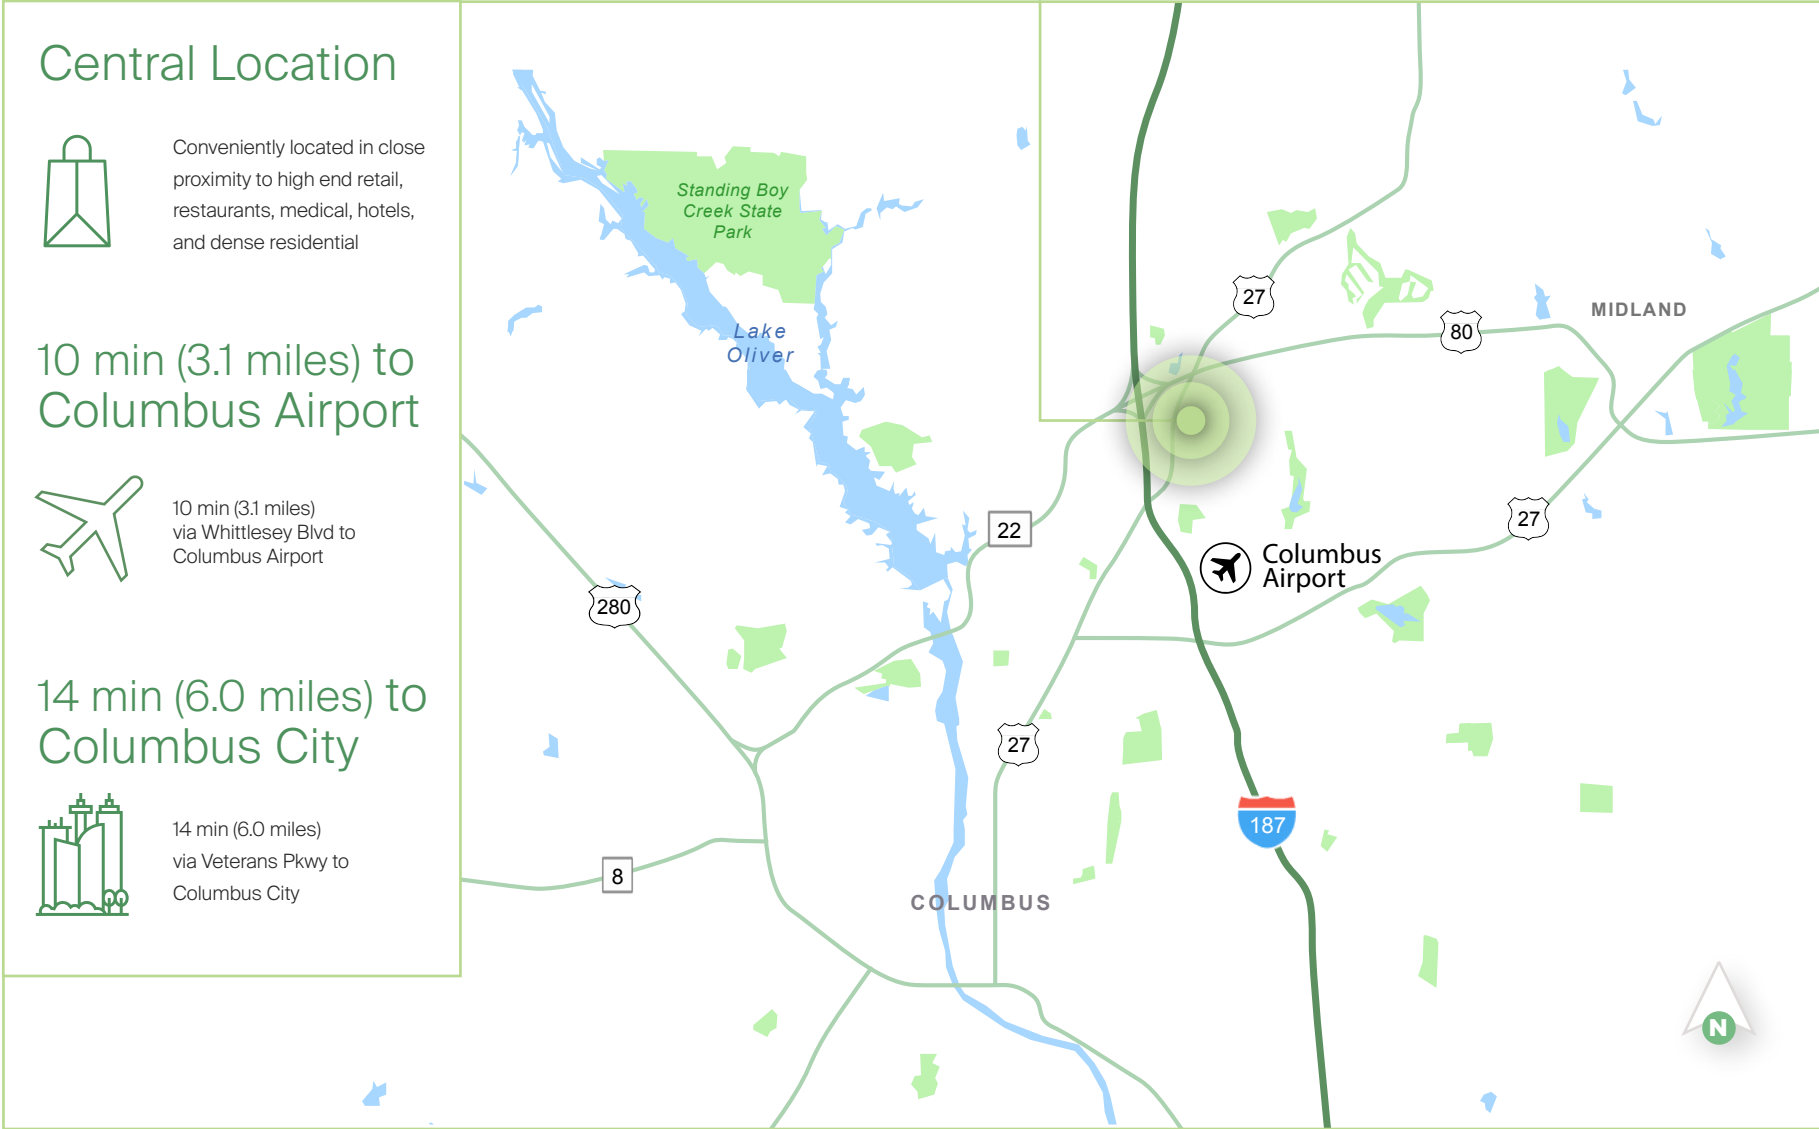 Central Location
Conveniently located in close
proximity to high end retail,
restaurants, medical, hotels,
and dense residential
10 min (3.1 miles) to
Columbus Airport
10 min (3.1 miles)
via Whittlesey Blvd to
Columbus Airport
14 min (6.0 miles) to
Columbus City
14 min (6.0 miles)
via Veterans Pkwy to
Columbus City
Standing Boy
Creek State
Park
Lake
Oliver
27
80
MIDLAND
22
27
Columbus
Airport
280
27
187
8
COLUMBUS
N